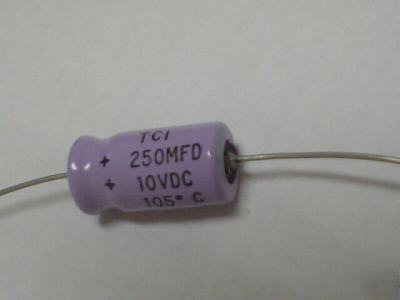 TCI
+ 250MFD
+ 10VDC
105° C